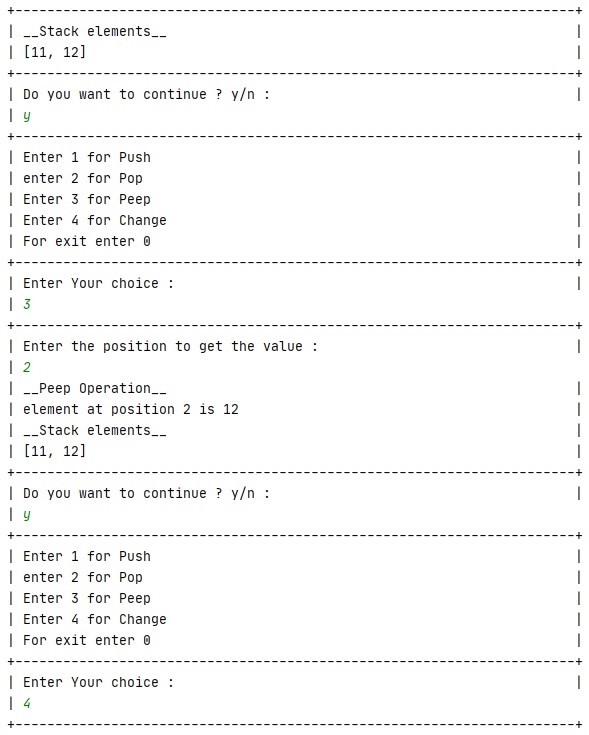 +----------------------------------------------------------------------+
| __Stack elements__                                                   |
| [11, 12]                                                             |
+----------------------------------------------------------------------+
| Do you want to continue ? y/n :                                      |
| y
+----------------------------------------------------------------------+
| Enter 1 for Push                                                     |
| enter 2 for Pop                                                      |
| Enter 3 for Peep                                                     |
| Enter 4 for Change                                                   |
| For exit enter 0                                                     |
+----------------------------------------------------------------------+
| Enter Your choice :                                                  |
| 3
+----------------------------------------------------------------------+
| Enter the position to get the value :                                |
| 2
| __Peep Operation__                                                   |
| element at position 2 is 12                                          |
| __Stack elements__                                                   |
| [11, 12]                                                             |
+----------------------------------------------------------------------+
| Do you want to continue ? y/n :                                      |
| y
+----------------------------------------------------------------------+
| Enter 1 for Push                                                     |
| enter 2 for Pop                                                      |
| Enter 3 for Peep                                                     |
| Enter 4 for Change                                                   |
| For exit enter 0                                                     |
+----------------------------------------------------------------------+
| Enter Your choice :                                                  |
| 4
+----------------------------------------------------------------------+